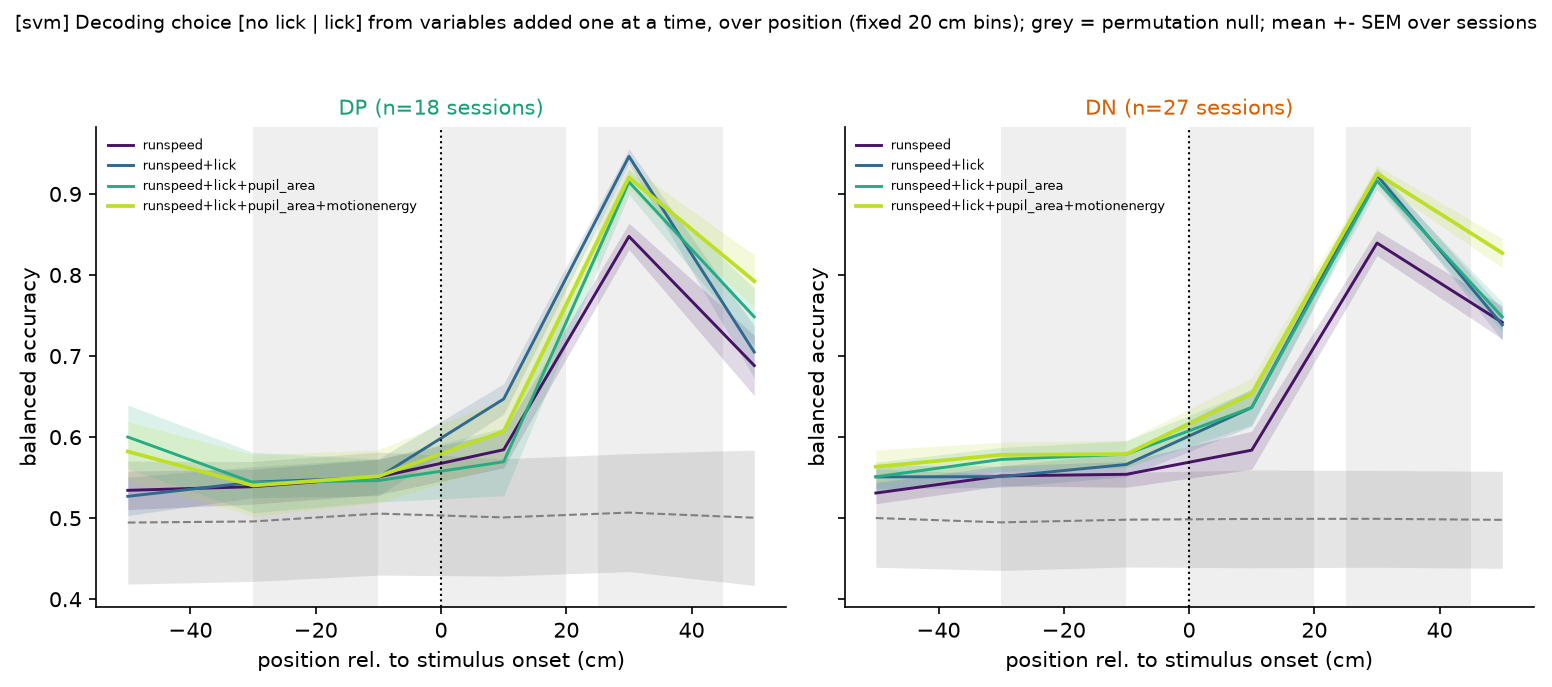 [svm] Decoding choice [no lick | lick] from variables added one at a time, over position (fixed 20 cm bins); grey = permutation null; mean +- SEM over sessions
DP (n=18 sessions)
runspeed
runspeed+lick
runspeed+lick+pupil_area
runspeed+lick+pupil_area+motionenergy
balanced accuracy
0.9
0.8
0.7
0.6
0.5
0.4
−40
−20
0
20
40
position rel. to stimulus onset (cm)
DN (n=27 sessions)
runspeed
runspeed+lick
runspeed+lick+pupil_area
runspeed+lick+pupil_area+motionenergy
balanced accuracy
−40
−20
0
20
40
position rel. to stimulus onset (cm)